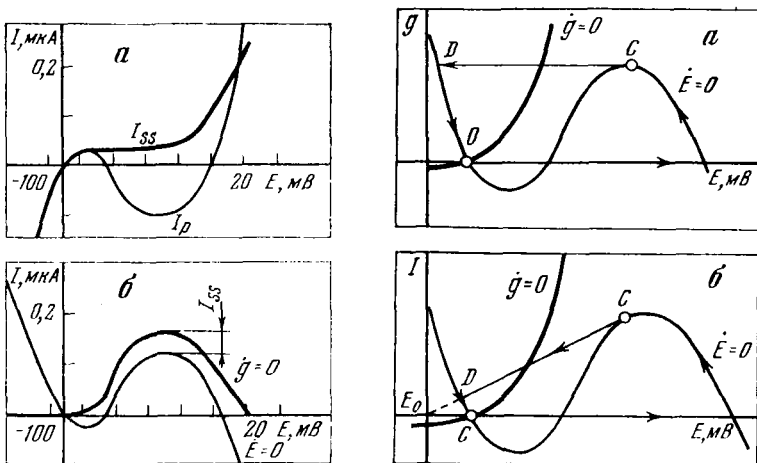 I, мкА
а
0,2
I_ss
-100
20
E, мВ
I_p
I, мкА
б
0,2
I_ss
ġ = 0
-100
20
E, мВ
Ė = 0
g
а
ġ = 0
D
C
Ė = 0
O
E, мВ
I
б
ġ = 0
C
Ė = 0
D
E_0
C
E, мВ